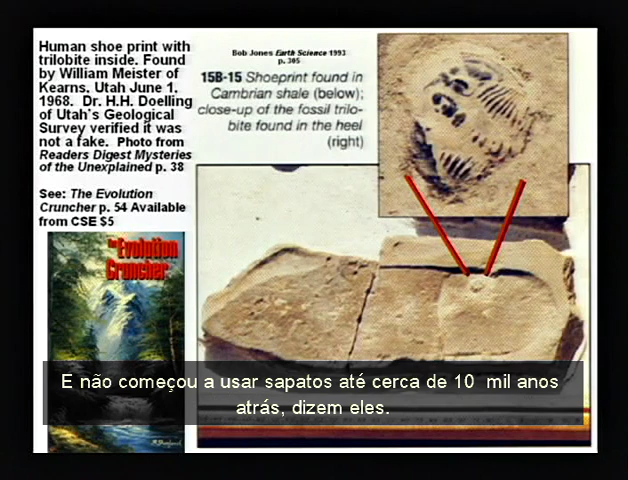 Human shoe print with
trilobite inside. Found
by William Meister of
Kearns, Utah June 1,
1968.  Dr. H.H. Doelling
of Utah's Geological
Survey verified it was
not a fake.  Photo from
Readers Digest Mysteries
of the Unexplained p. 38
See: The Evolution
Cruncher p. 54 Available
from CSE $5
Bob Jones Earth Science 1993
p. 305
15B-15 Shoeprint found in
Cambrian shale (below);
close-up of the fossil trilo-
bite found in the heel
(right)
The Evolution
Cruncher
E não começou a usar sapatos até cerca de 10  mil anos
atrás, dizem eles.